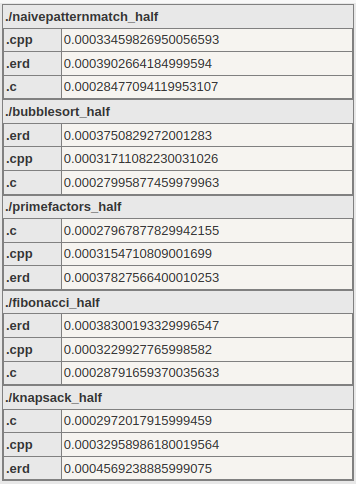 ./naivepatternmatch_half
.cpp 0.00033459826950056593
.erd 0.0003902664184999594
.c 0.00028477094119953107
./bubblesort_half
.erd 0.0003750829272001283
.cpp 0.00031711082230031026
.c 0.00027995877459979963
./primefactors_half
.c 0.00027967877829942155
.cpp 0.0003154710809001699
.erd 0.00037827566400010253
./fibonacci_half
.erd 0.00038300193329996547
.cpp 0.0003229927765998582
.c 0.00028791659370035633
./knapsack_half
.c 0.0002972017915999459
.cpp 0.00032958986180019564
.erd 0.0004569238885999075